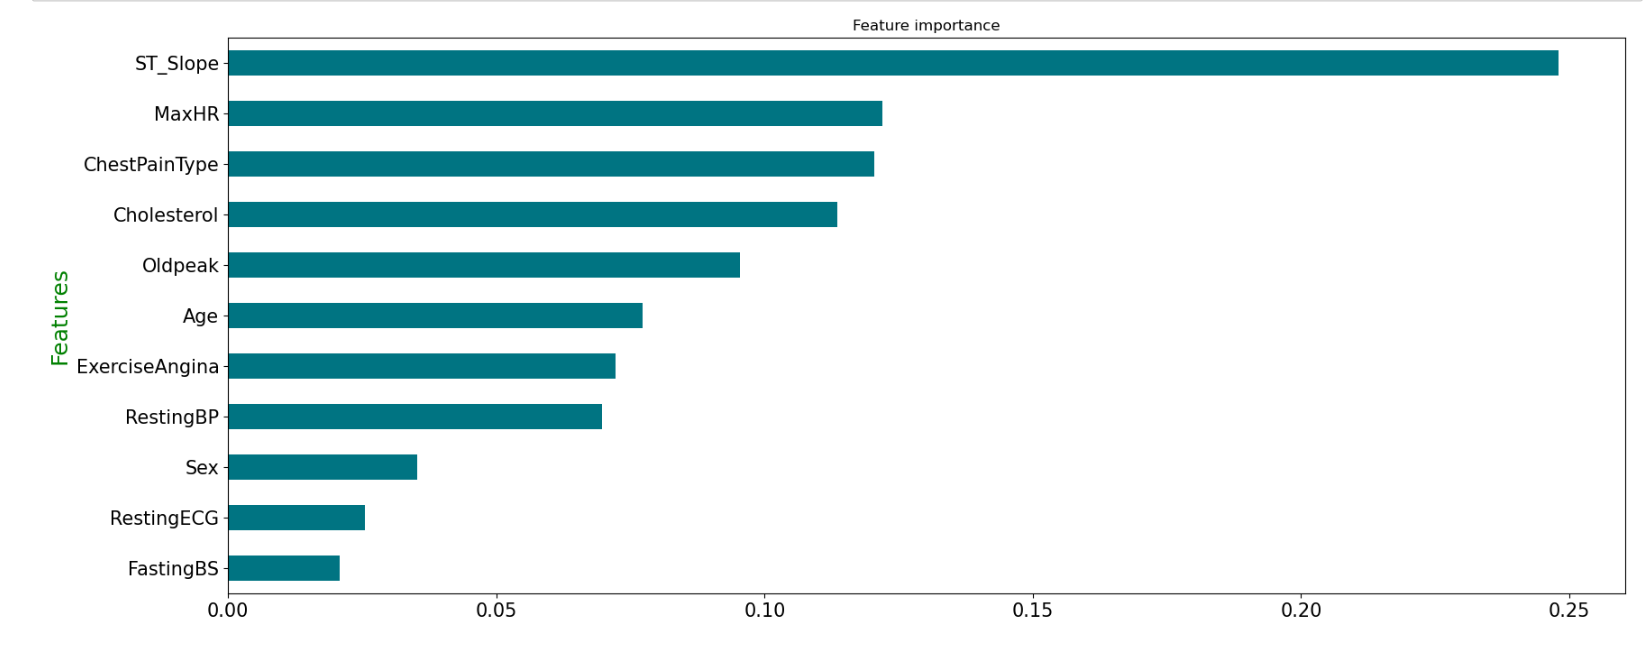 Feature importance
ST_Slope
MaxHR
ChestPainType
Cholesterol
Oldpeak
Age
Features
ExerciseAngina
RestingBP
Sex
RestingECG
FastingBS
0.00 0.05 0.10 0.15 0.20 0.25